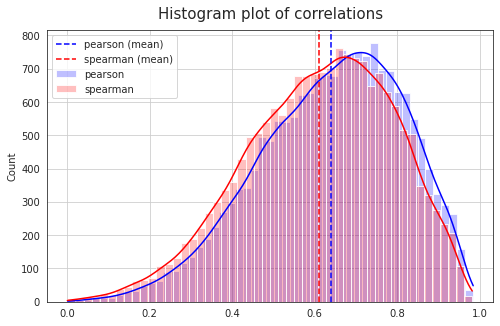 Histogram plot of correlations
800
700
600
500
400
300
200
100
0
Count
pearson (mean)
spearman (mean)
pearson
spearman
0.0 0.2 0.4 0.6 0.8 1.0